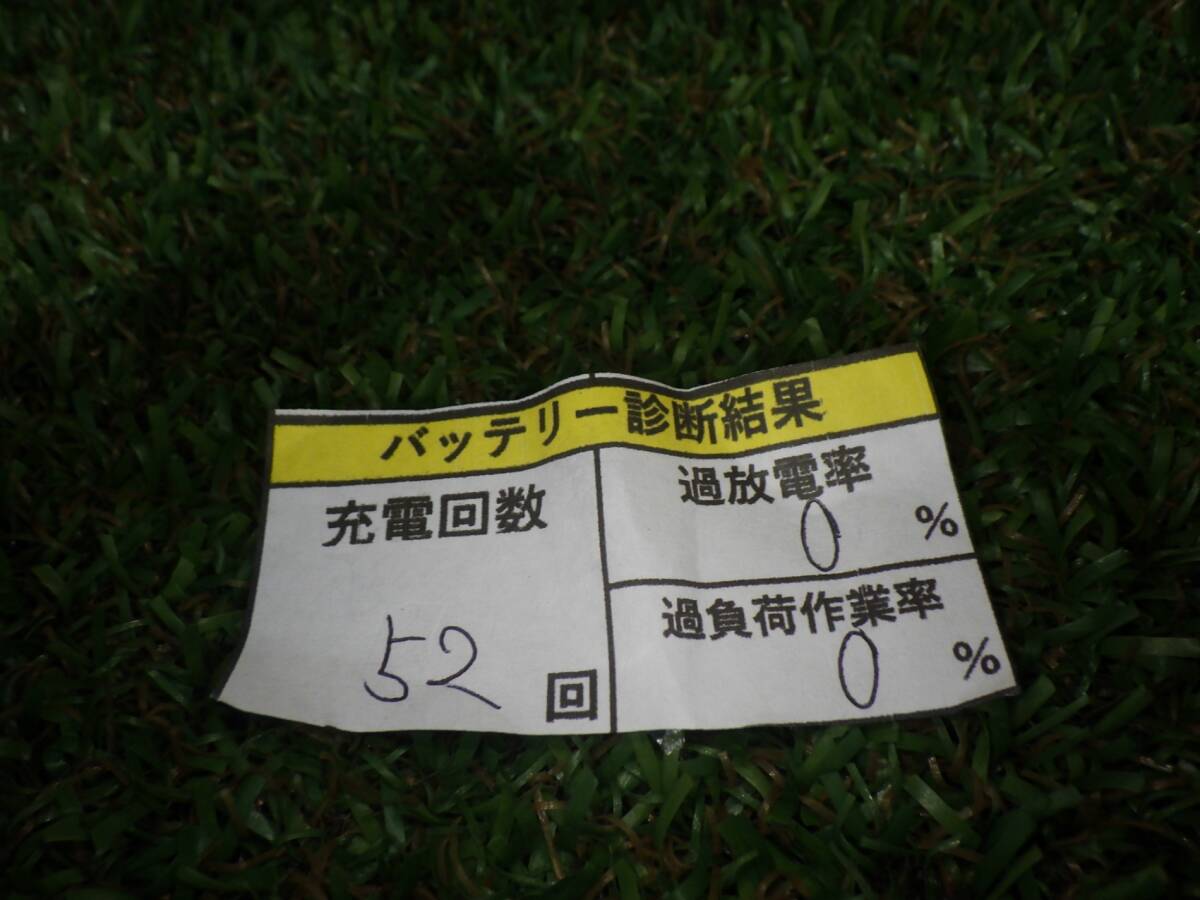 バッテリー診断結果
充電回数
52 回
過放電率
0 %
過負荷作業率
0 %